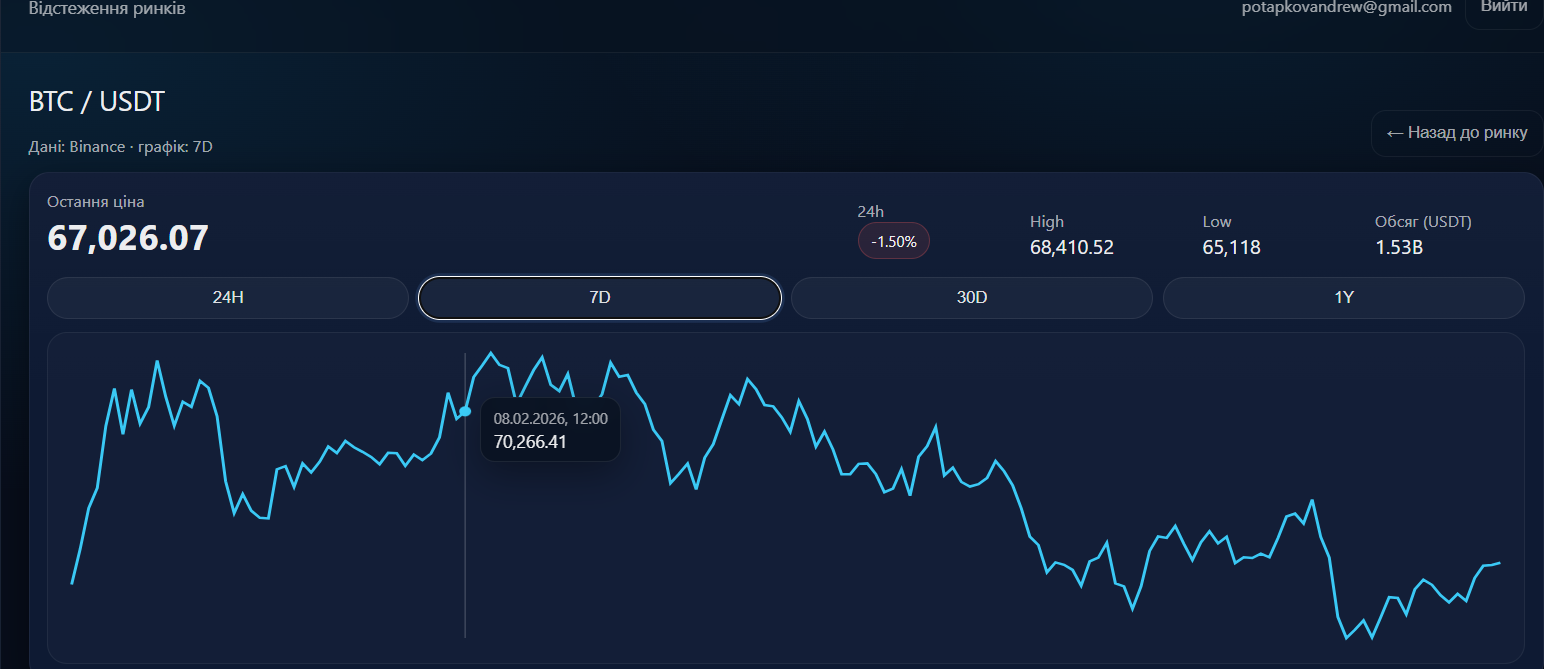 Відстеження ринків
potapkovandrew@gmail.com
Вийти
BTC / USDT
Дані: Binance · графік: 7D
← Назад до ринку
Остання ціна
67,026.07
24h
-1.50%
High
68,410.52
Low
65,118
Обсяг (USDT)
1.53B
24H
7D
30D
1Y
08.02.2026, 12:00
70,266.41